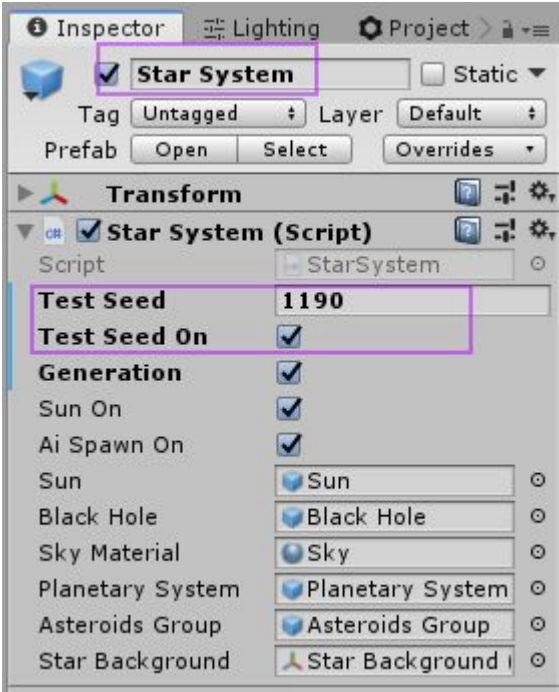 Inspector Lighting Project
Star System Static
Tag Untagged Layer Default
Prefab Open Select Overrides
Transform
C# Star System (Script)
Script StarSystem
Test Seed 1190
Test Seed On
Generation
Sun On
Ai Spawn On
Sun Sun
Black Hole Black Hole
Sky Material Sky
Planetary System Planetary System
Asteroids Group Asteroids Group
Star Background Star Background (